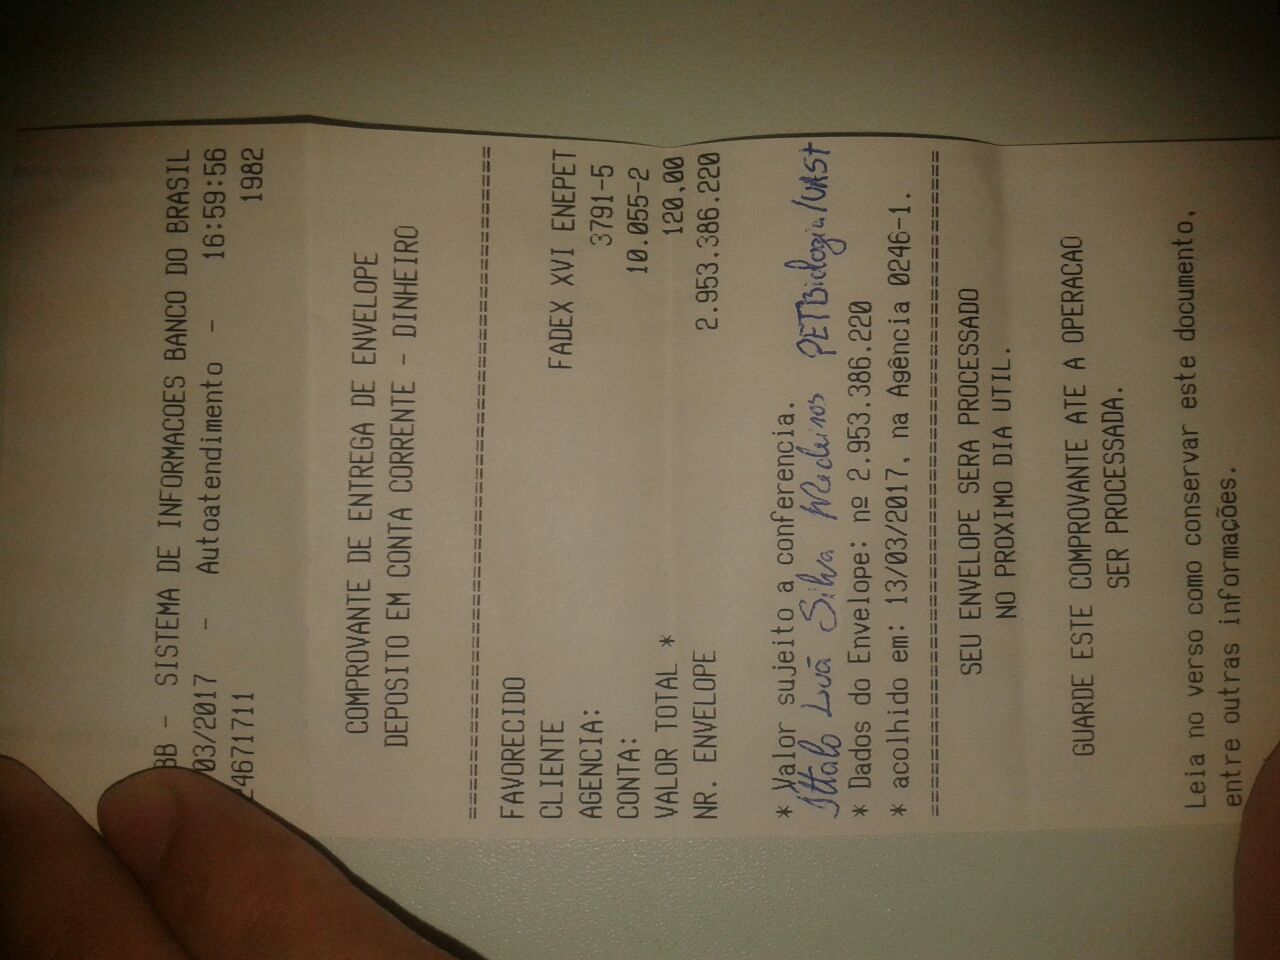 BB - SISTEMA DE INFORMACOES BANCO DO BRASIL
03/2017 - Autoatendimento - 16:59:56
24671711 1982
COMPROVANTE DE ENTREGA DE ENVELOPE
DEPOSITO EM CONTA CORRENTE - DINHEIRO
================================================
FAVORECIDO
CLIENTE FADEX XVI ENEPET
AGENCIA: 3791-5
CONTA: 10.055-2
VALOR TOTAL * 120,00
NR. ENVELOPE 2.953.386.220
* Valor sujeito a conferencia.
Ittalo Luã Silva Medeiros PETBiologia/UAST
* Dados do Envelope: nº 2.953.386.220
* acolhido em: 13/03/2017, na Agência 0246-1.
================================================
SEU ENVELOPE SERA PROCESSADO
NO PROXIMO DIA UTIL.
GUARDE ESTE COMPROVANTE ATE A OPERACAO
SER PROCESSADA.
Leia no verso como conservar este documento,
entre outras informações.